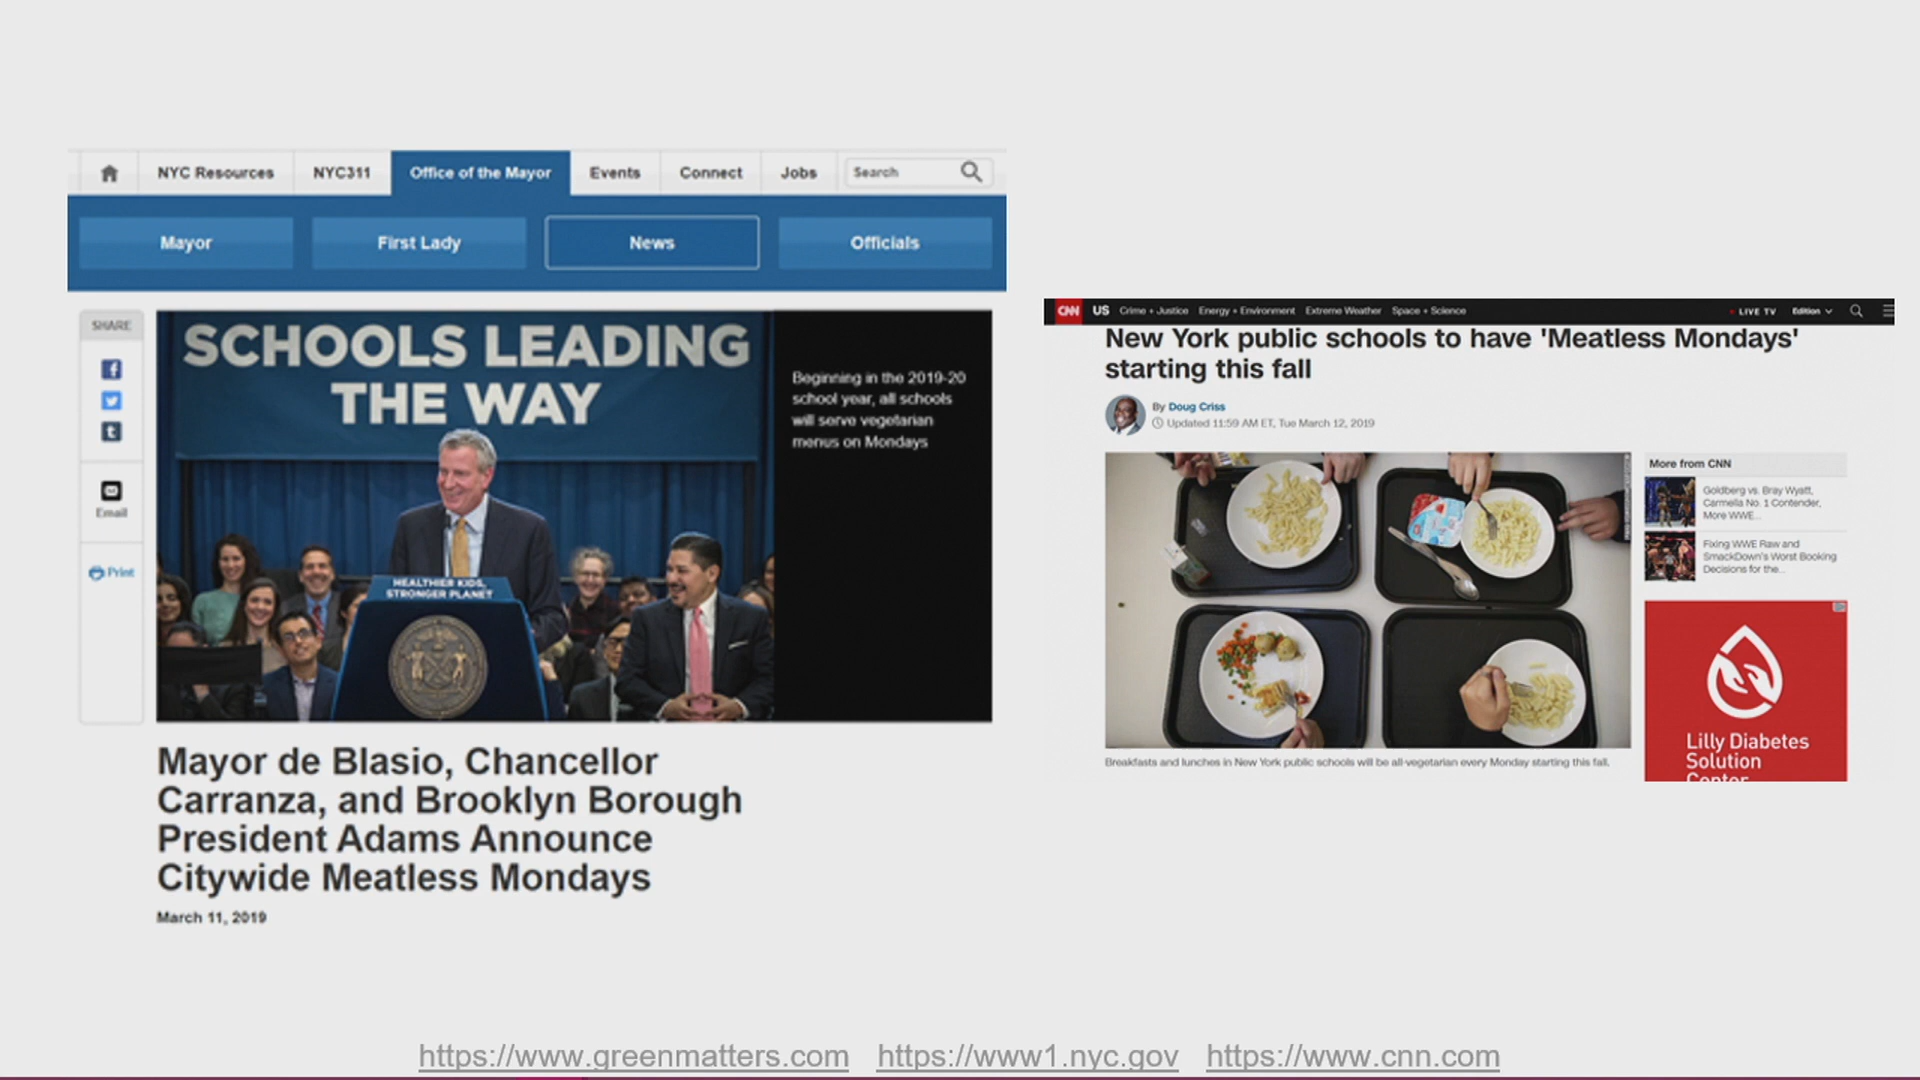 NYC Resources
NYC311
Office of the Mayor
Events
Connect
Jobs
Search
Mayor
First Lady
News
Officials
SHARE
Email
Print
SCHOOLS LEADING
THE WAY
HEALTHIER KIDS,
STRONGER PLANET
Beginning in the 2019-20
school year, all schools
will serve vegetarian
menus on Mondays
Mayor de Blasio, Chancellor
Carranza, and Brooklyn Borough
President Adams Announce
Citywide Meatless Mondays
March 11, 2019
CNN US Crime + Justice Energy + Environment Extreme Weather Space + Science LIVE TV Edition
New York public schools to have 'Meatless Mondays'
starting this fall
By Doug Criss
Updated 11:59 AM ET, Tue March 12, 2019
Breakfasts and lunches in New York public schools will be all-vegetarian every Monday starting this fall.
More from CNN
Goldberg vs. Bray Wyatt,
Carmella No. 1 Contender,
More WWE...
Fixing WWE Raw and
SmackDown's Worst Booking
Decisions for the...
Lilly Diabetes
Solution
Center
https://www.greenmatters.com https://www1.nyc.gov https://www.cnn.com